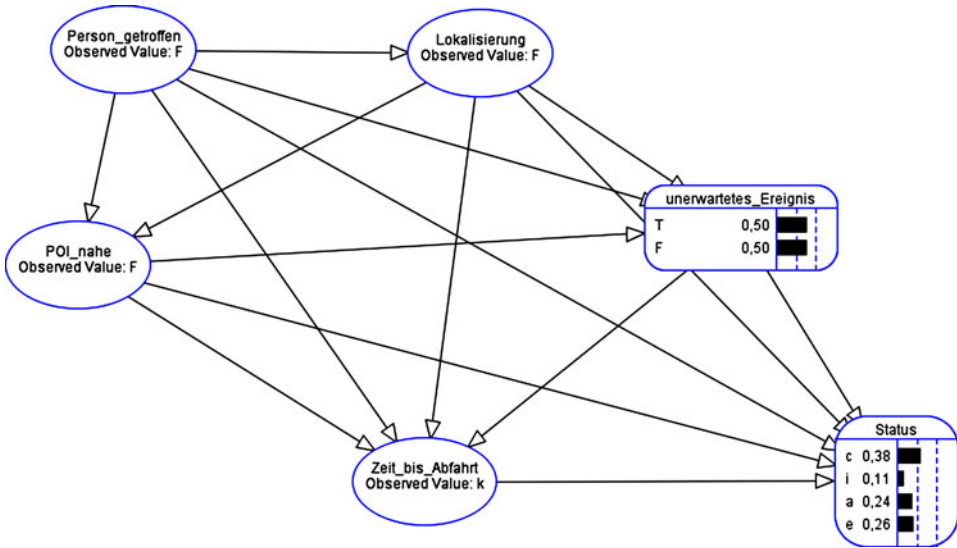 Person_getroffen
Observed Value: F
Lokalisierung
Observed Value: F
unerwartetes_Ereignis
T 0,50
F 0,50
POI_nahe
Observed Value: F
Zeit_bis_Abfahrt
Observed Value: k
Status
c 0,38
i 0,11
a 0,24
e 0,26